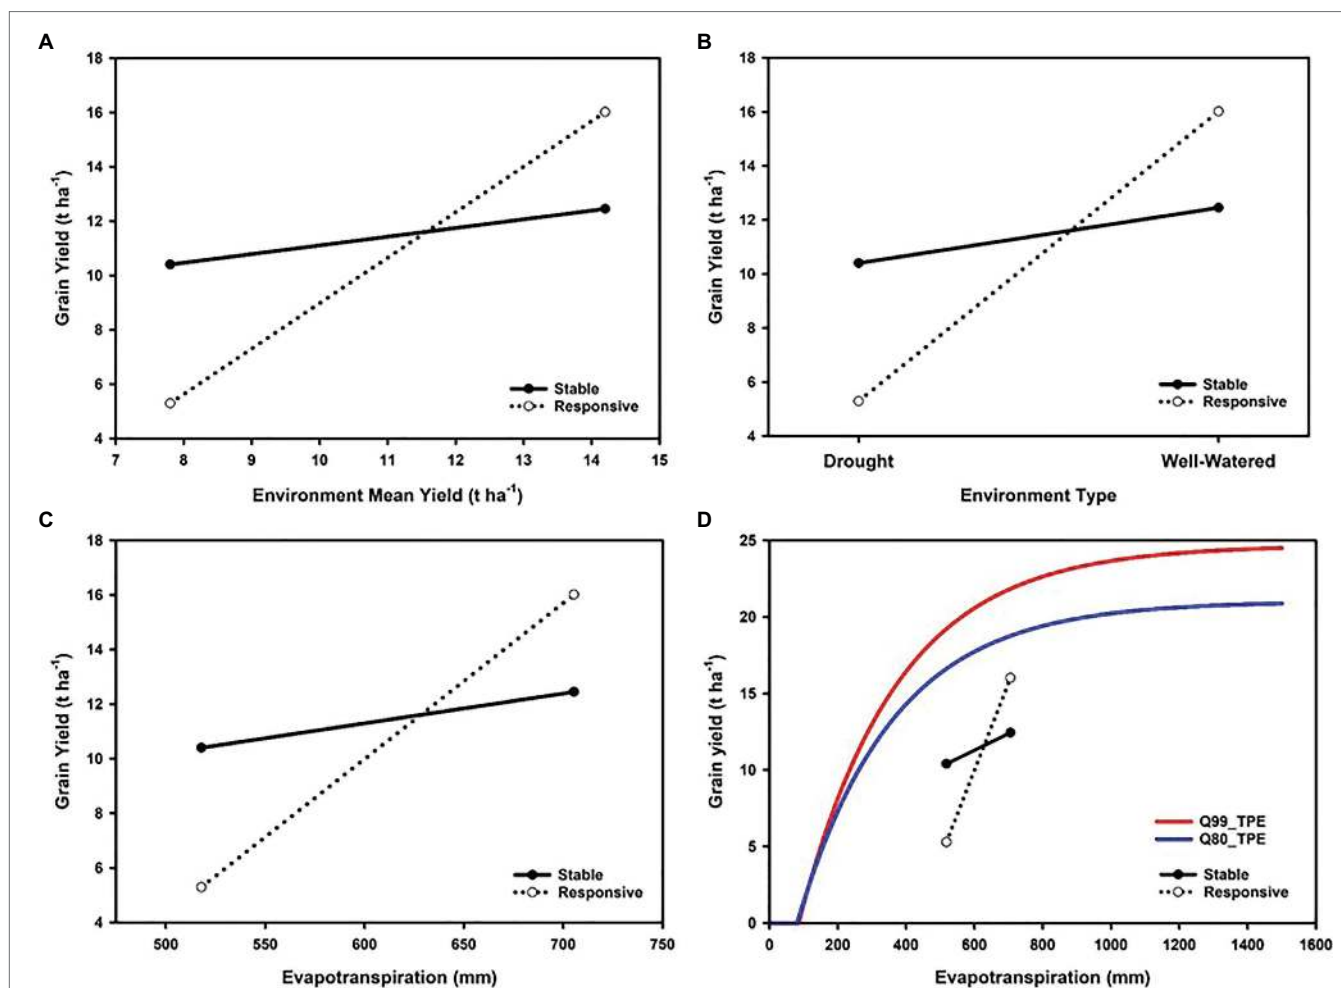 A
18
16
14
12
10
8
6
4
Grain Yield (t ha⁻¹)
Stable
Responsive
7 8 9 10 11 12 13 14 15
Environment Mean Yield (t ha⁻¹)
B
18
16
14
12
10
8
6
4
Grain Yield (t ha⁻¹)
Stable
Responsive
Drought Well-Watered
Environment Type
C
18
16
14
12
10
8
6
4
Grain Yield (t ha⁻¹)
Stable
Responsive
500 550 600 650 700 750
Evapotranspiration (mm)
D
25
20
15
10
5
0
Grain yield (t ha⁻¹)
Q99_TPE
Q80_TPE
Stable
Responsive
0 200 400 600 800 1000 1200 1400 1600
Evapotranspiration (mm)